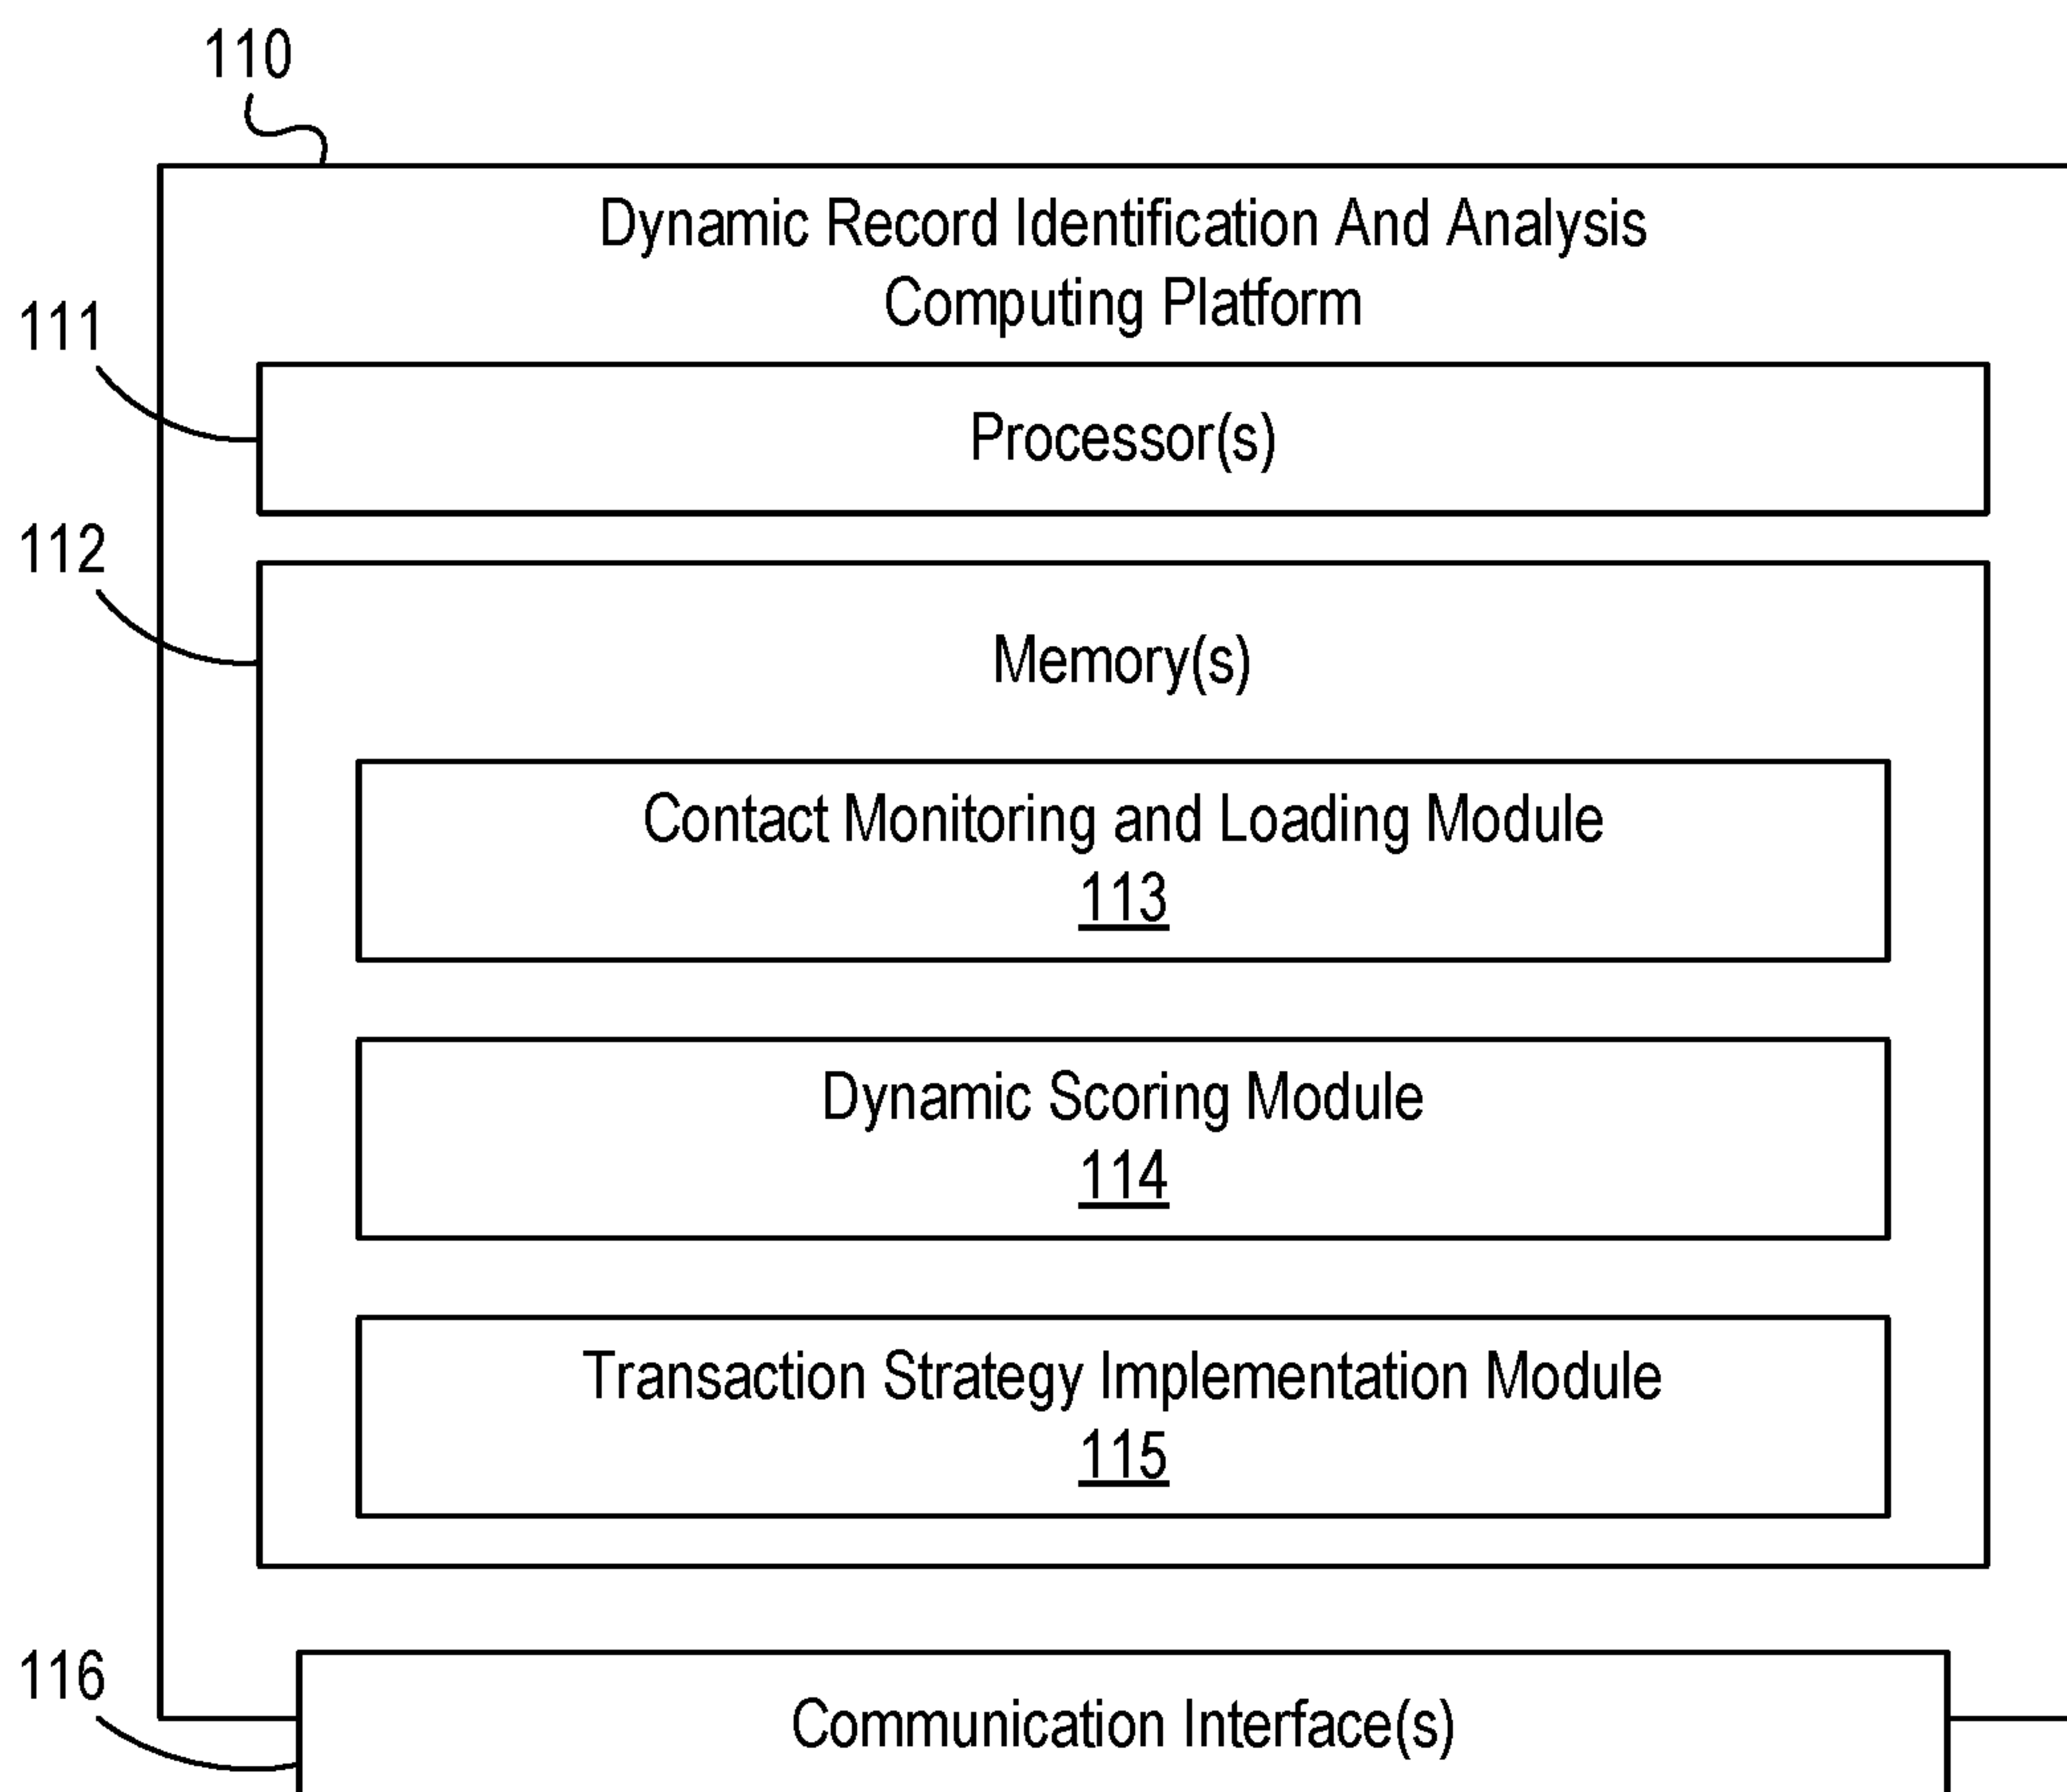 110
Dynamic Record Identification And Analysis
Computing Platform
111
Processor(s)
112
Memory(s)
Contact Monitoring and Loading Module
113
Dynamic Scoring Module
114
Transaction Strategy Implementation Module
115
116
Communication Interface(s)